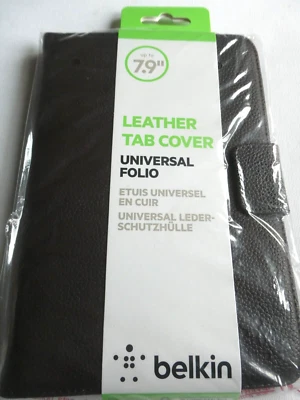 up to
7.9"
LEATHER
TAB COVER
UNIVERSAL
FOLIO
ETUIS UNIVERSEL
EN CUIR
UNIVERSAL LEDER-
SCHUTZHÜLLE
belkin